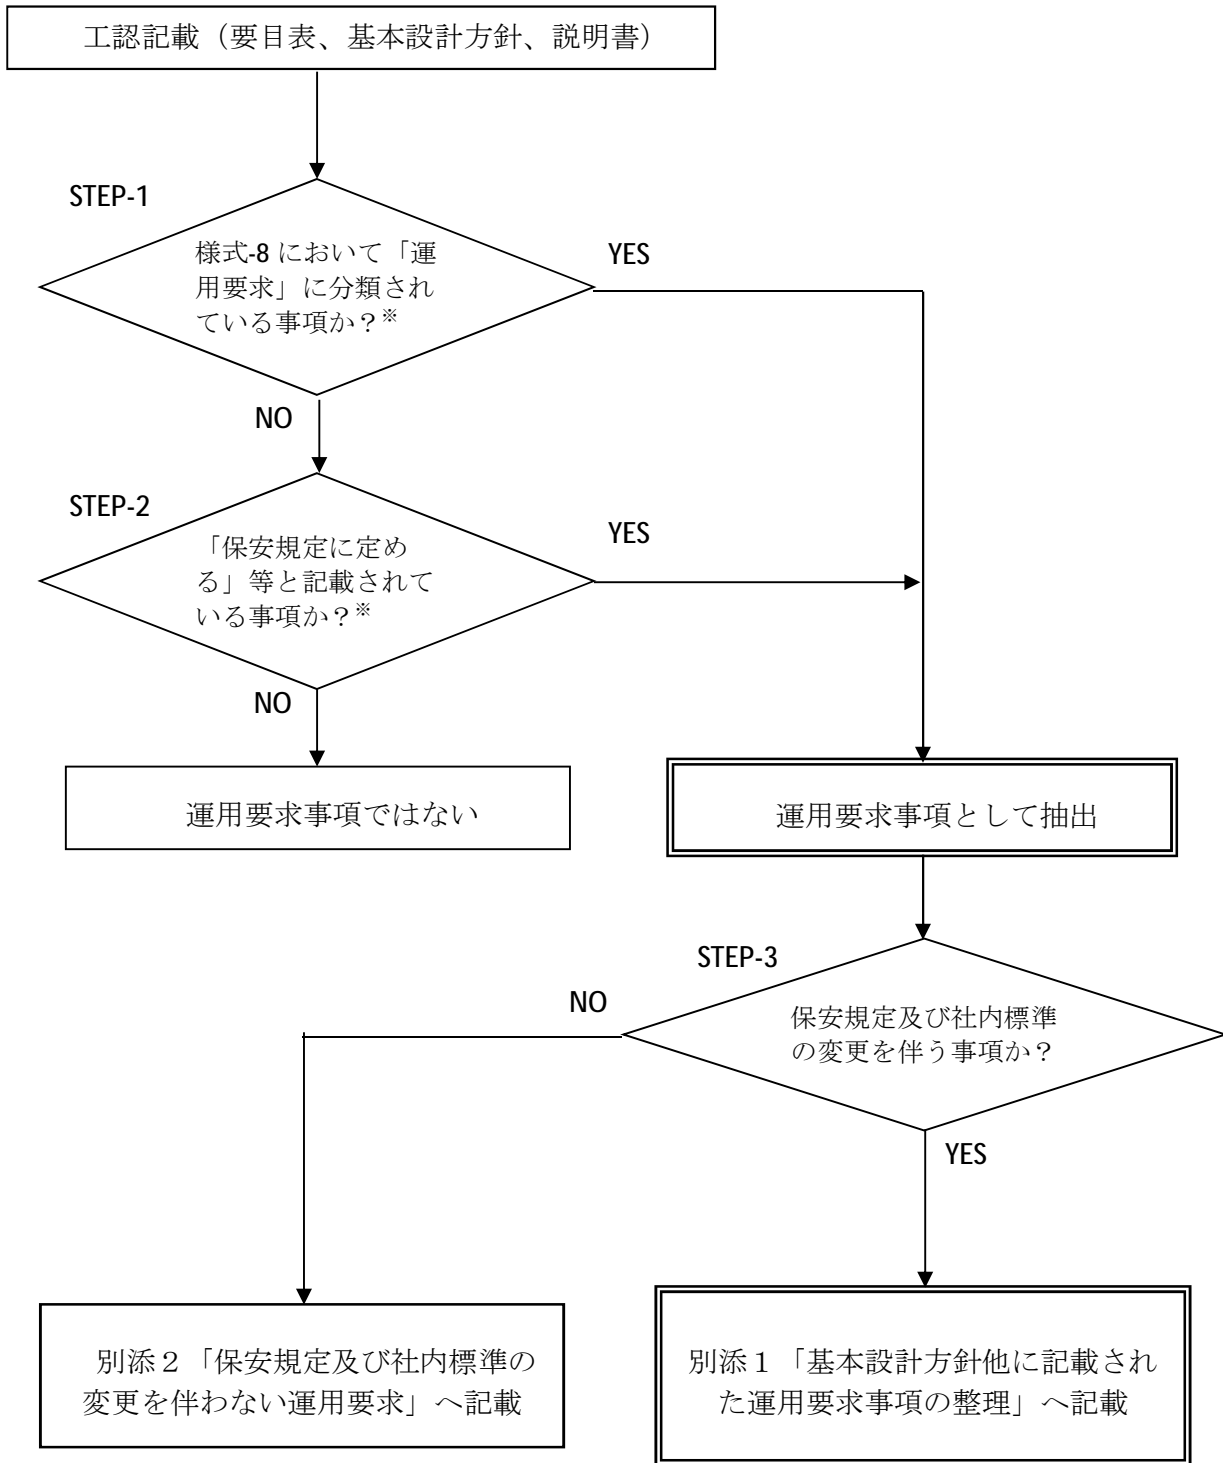 工認記載（要目表、基本設計方針、説明書）
STEP-1
様式-8 において「運
用要求」に分類され
ている事項か？※
YES
NO
STEP-2
「保安規定に定め
る」等と記載されて
いる事項か？※
YES
NO
運用要求事項ではない
運用要求事項として抽出
STEP-3
NO
保安規定及び社内標準
の変更を伴う事項か？
YES
別添２「保安規定及び社内標準の
変更を伴わない運用要求」へ記載
別添１「基本設計方針他に記載され
た運用要求事項の整理」へ記載